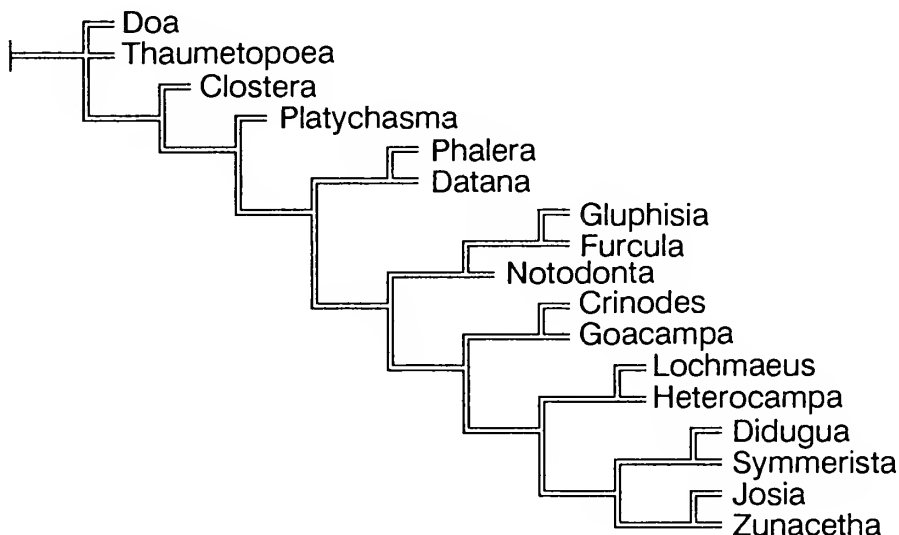 Doa
Thaumetopoea
Clostera
Platychasma
Phalera
Datana
Gluphisia
Furcula
Notodonta
Crinodes
Goacampa
Lochmaeus
Heterocampa
Didugua
Symmerista
Josia
Zunacetha